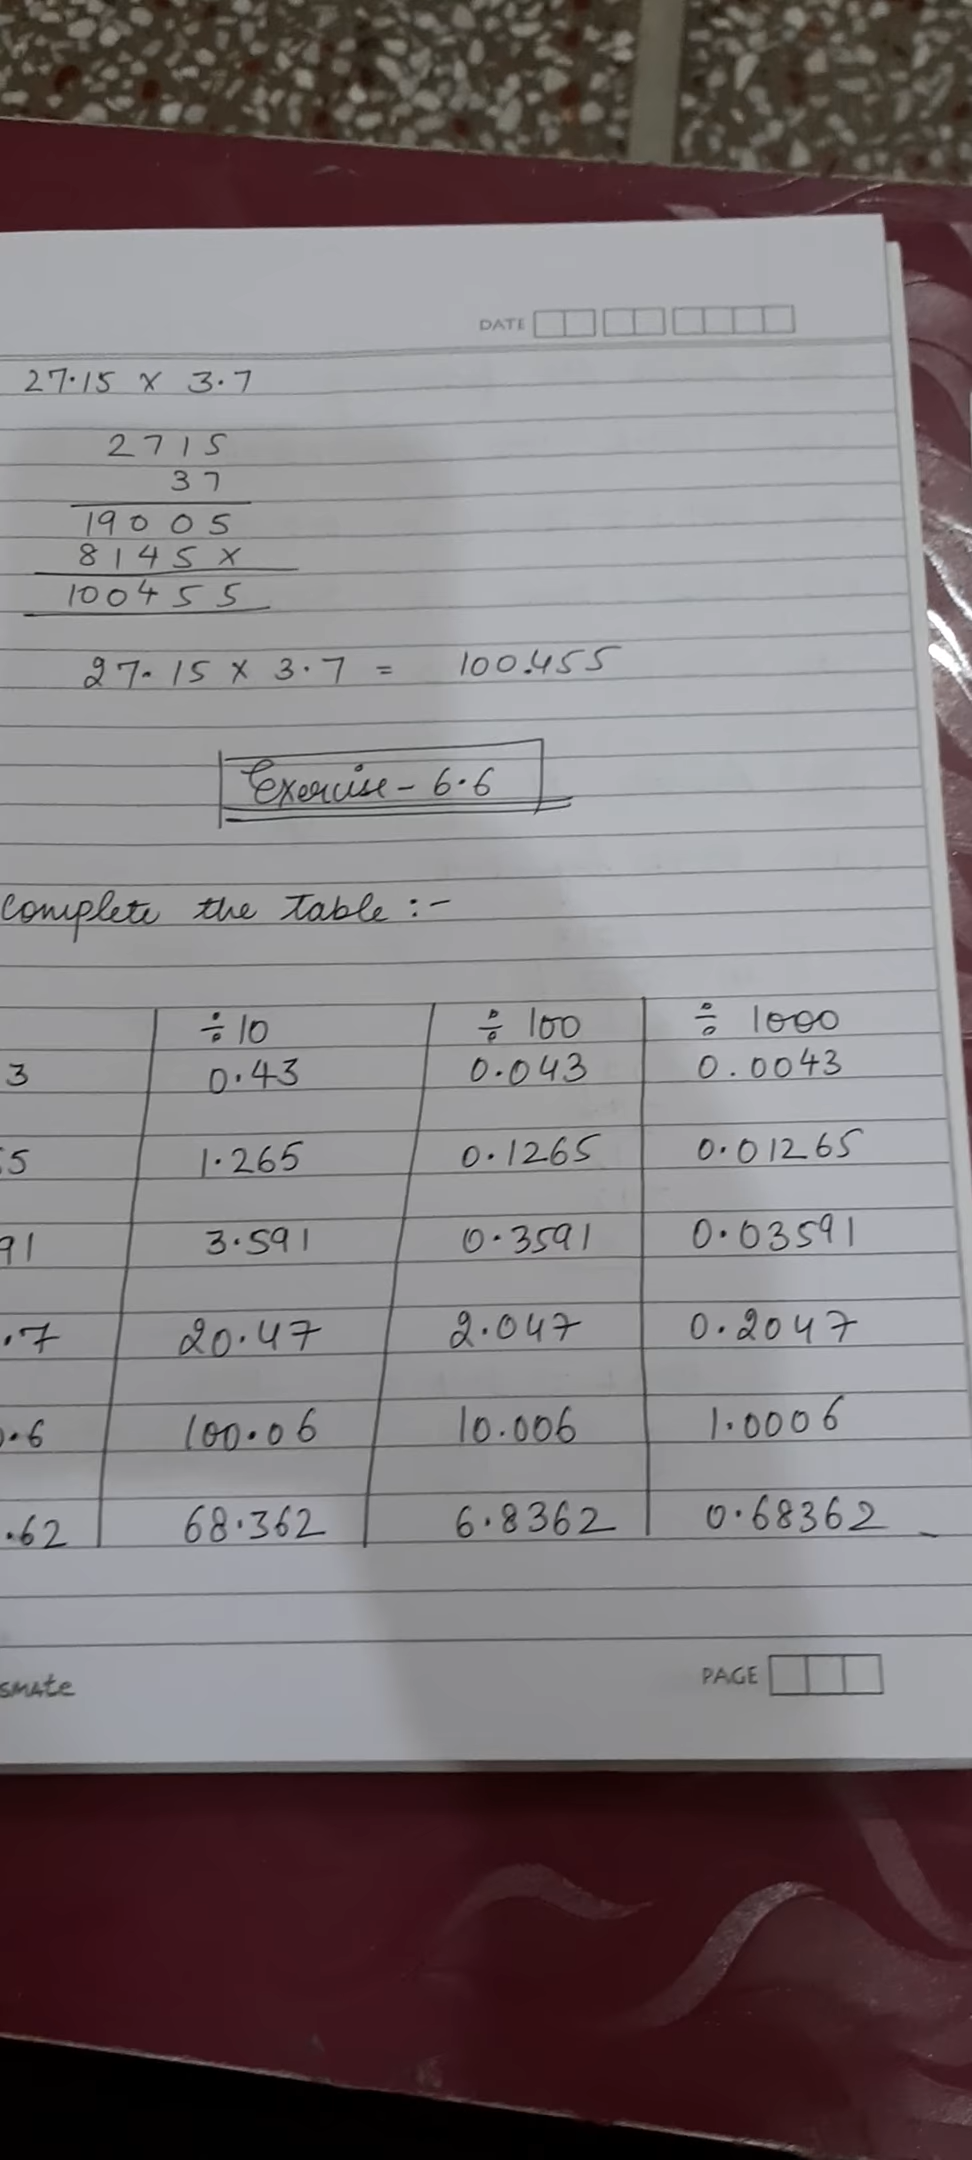 DATE
27.15 × 3.7
2715
37
19005
8145×
100455
27.15 × 3.7 = 100.455
Exercise - 6.6
Complete the Table :-
÷10 ÷ 100 ÷ 1000
3 0.43 0.043 0.0043
5 1.265 0.1265 0.01265
91 3.591 0.3591 0.03591
.7 20.47 2.047 0.2047
.6 100.06 10.006 1.0006
.62 68.362 6.8362 0.68362
smate PAGE